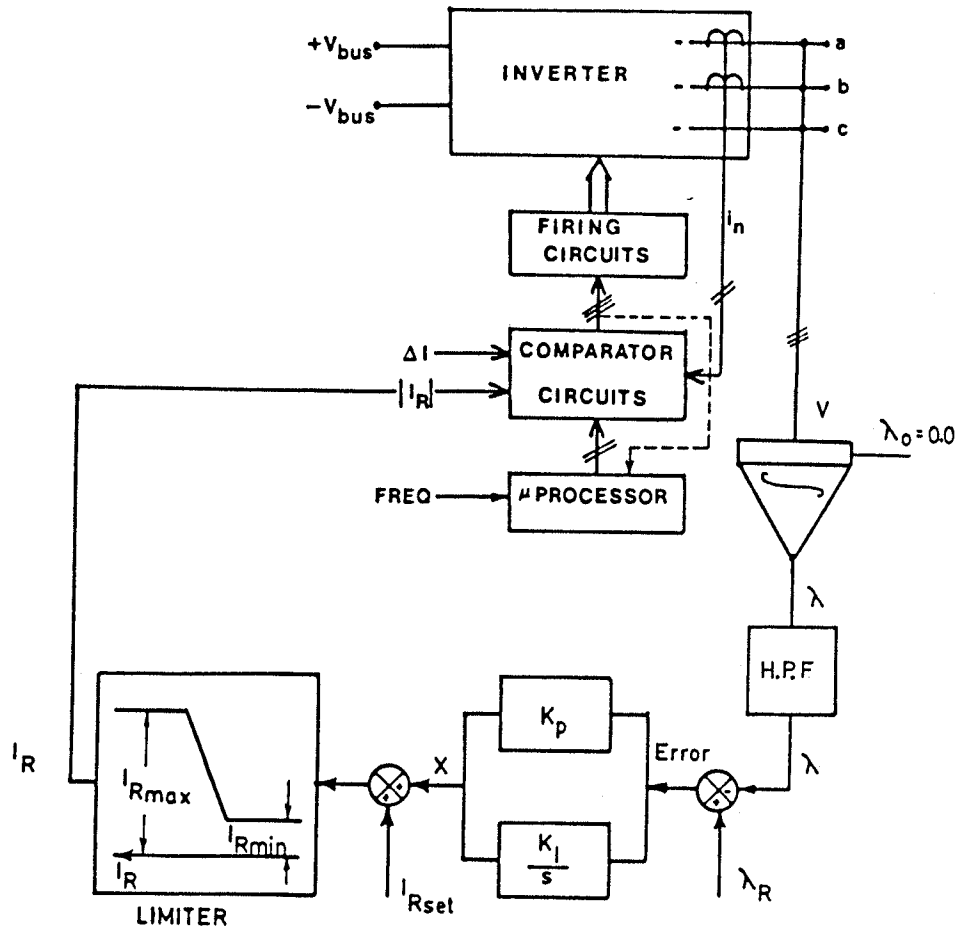 +Vbus
-Vbus
INVERTER
a
b
c
in
FIRING
CIRCUITS
ΔI
COMPARATOR
CIRCUITS
|IR|
FREQ
μPROCESSOR
V
λo=0.0
λ
H.P.F
λ
IR
IRmax
IRmin
IR
LIMITER
X
IRset
Kp
KI
s
Error
λR